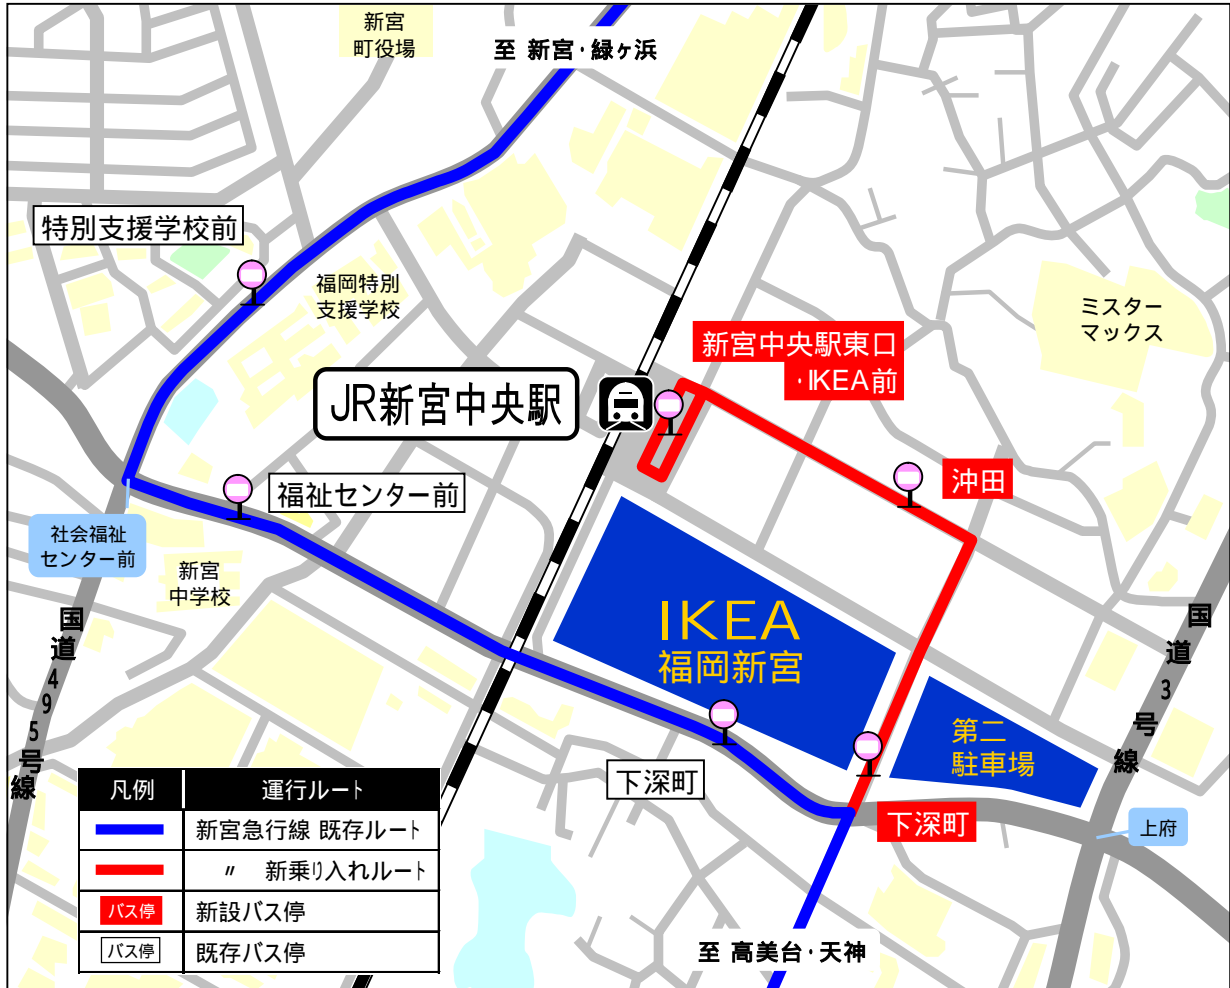 新宮
町役場
至 新宮・緑ヶ浜
特別支援学校前
福岡特別
支援学校
ミスター
マックス
新宮中央駅東口
・IKEA前
JR新宮中央駅
沖田
福祉センター前
社会福祉
センター前
新宮
中学校
国道495号線
IKEA
福岡新宮
国道3号線
第二
駐車場
下深町
下深町
上府
凡例 運行ルート
新宮急行線 既存ルート
〃 新乗り入れルート
バス停 新設バス停
バス停 既存バス停
至 高美台・天神